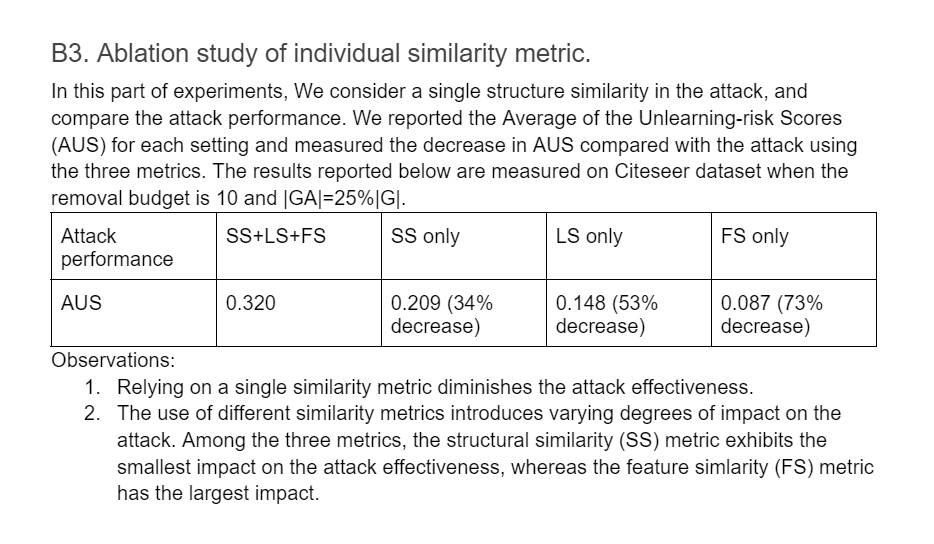 B3. Ablation study of individual similarity metric.
In this part of experiments, We consider a single structure similarity in the attack, and
compare the attack performance. We reported the Average of the Unlearning-risk Scores
(AUS) for each setting and measured the decrease in AUS compared with the attack using
the three metrics. The results reported below are measured on Citeseer dataset when the
removal budget is 10 and |GA|=25%|G|.
Attack performance SS+LS+FS SS only LS only FS only
AUS 0.320 0.209 (34% decrease) 0.148 (53% decrease) 0.087 (73% decrease)
Observations:
1. Relying on a single similarity metric diminishes the attack effectiveness.
2. The use of different similarity metrics introduces varying degrees of impact on the
attack. Among the three metrics, the structural similarity (SS) metric exhibits the
smallest impact on the attack effectiveness, whereas the feature simlarity (FS) metric
has the largest impact.